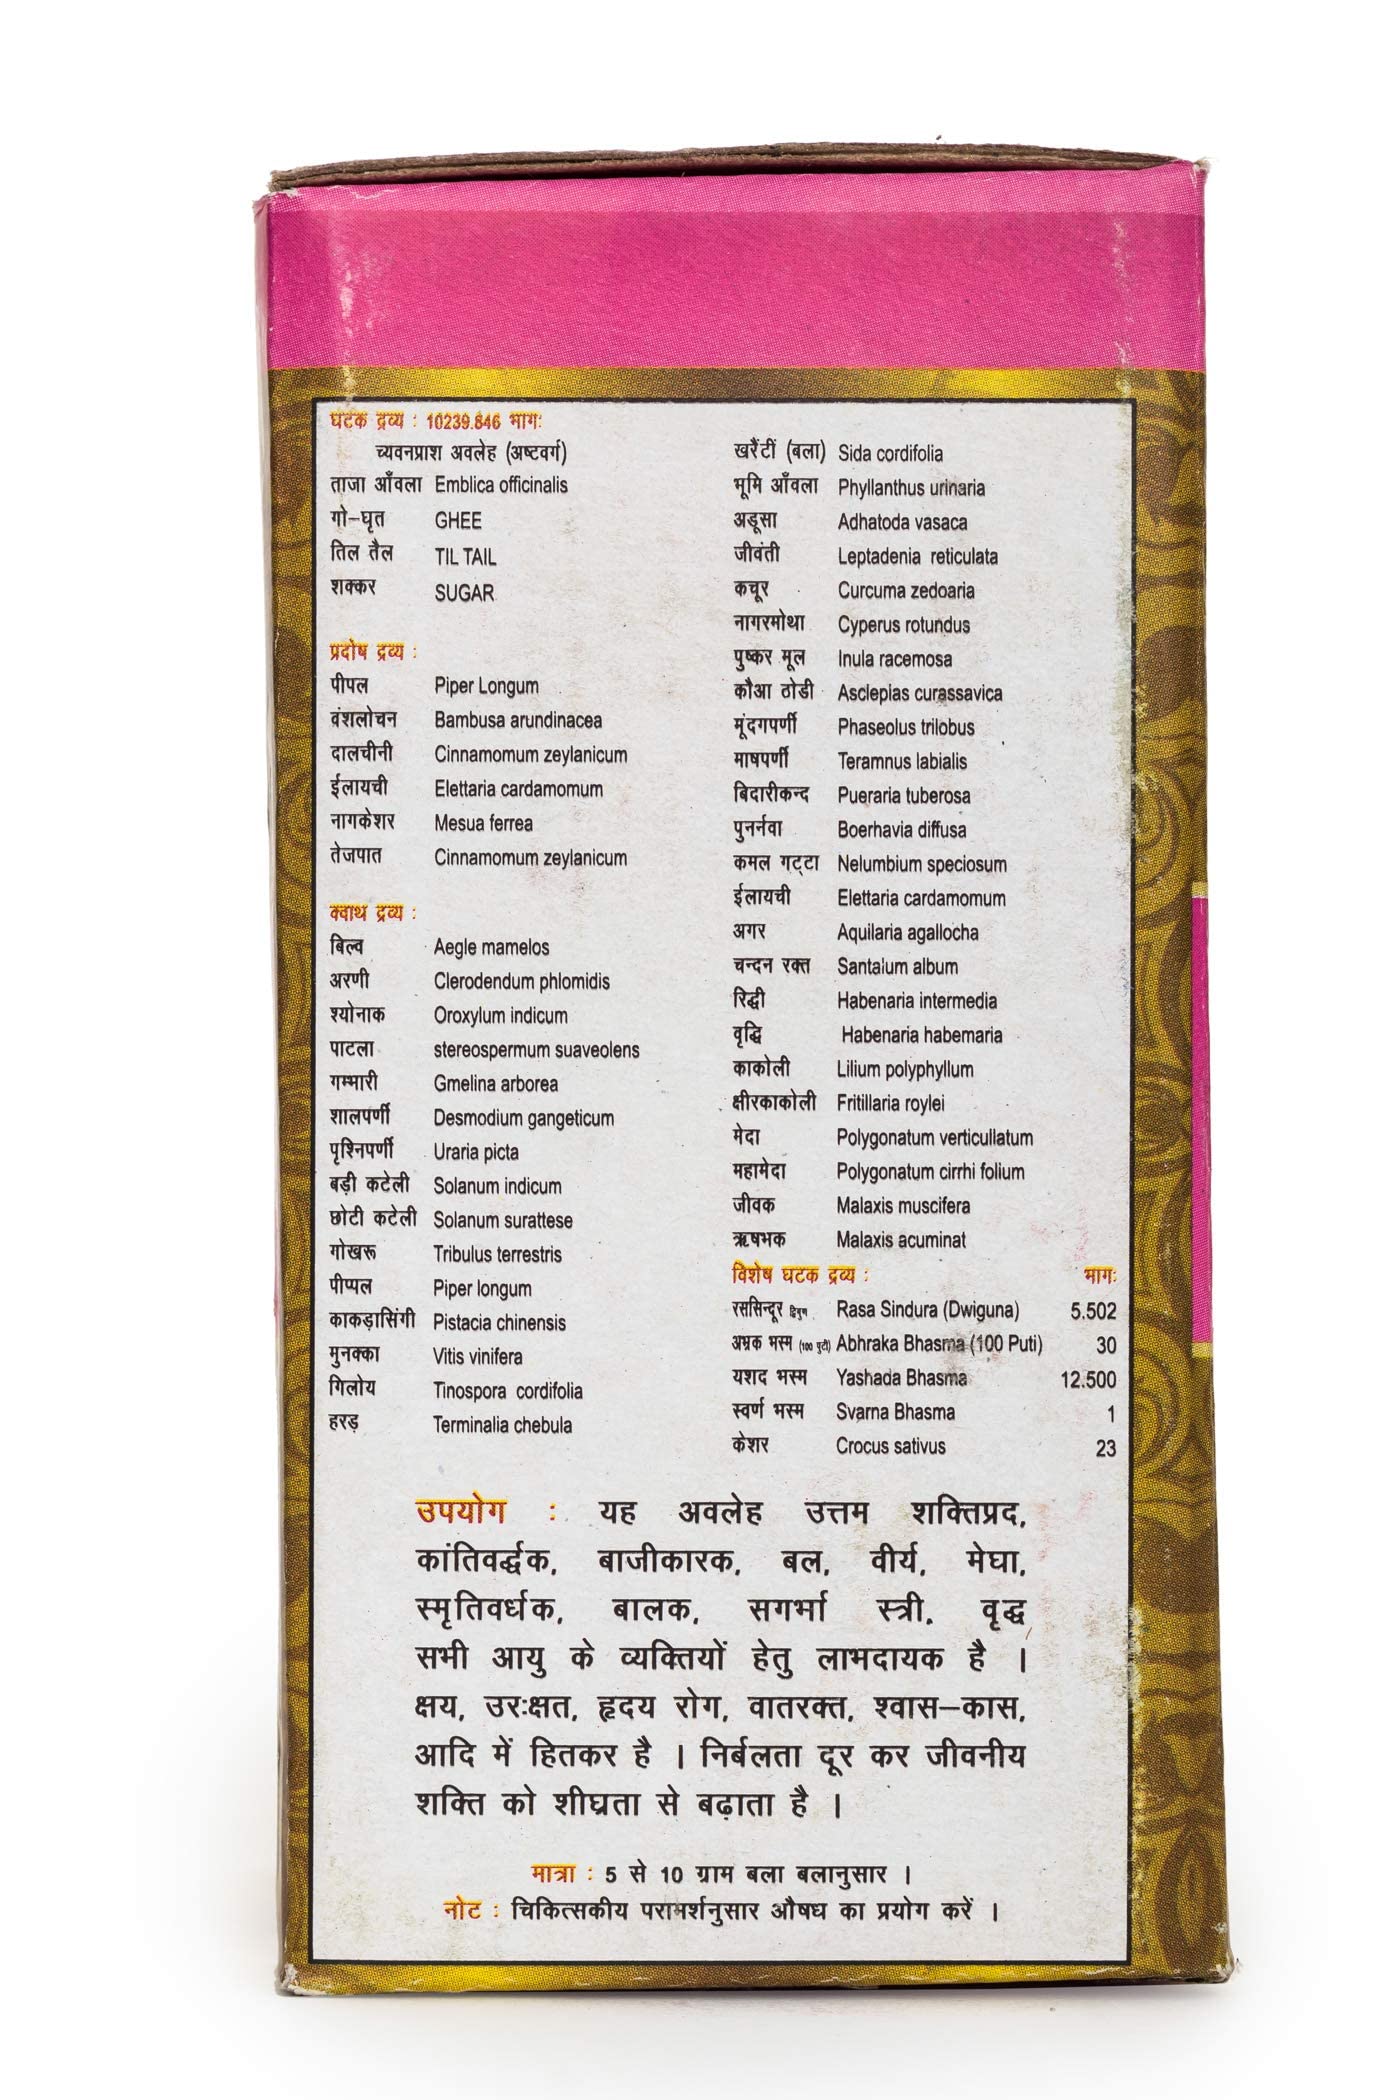 घटक द्रव्य : 10239.846 भागः
च्यवनप्राश अवलेह (अष्टवर्ग)
ताजा आँवला Emblica officinalis
गो-घृत GHEE
तिल तैल TIL TAIL
शक्कर SUGAR
प्रदोष द्रव्य :
पीपल Piper Longum
वंशलोचन Bambusa arundinacea
दालचीनी Cinnamomum zeylanicum
ईलायची Elettaria cardamomum
नागकेशर Mesua ferrea
तेजपात Cinnamomum zeylanicum
क्वाथ द्रव्य :
बिल्व Aegle mamelos
अरणी Clerodendum phlomidis
श्योनाक Oroxylum indicum
पाटला stereospermum suaveolens
गम्मारी Gmelina arborea
शालपर्णी Desmodium gangeticum
पृश्निपर्णी Uraria picta
बड़ी कटेली Solanum indicum
छोटी कटेली Solanum surattese
गोखरू Tribulus terrestris
पीप्पल Piper longum
काकड़ासिंगी Pistacia chinensis
मुनक्का Vitis vinifera
गिलोय Tinospora cordifolia
हरड़ Terminalia chebula
खरैंटीं (बला) Sida cordifolia
भूमि आँवला Phyllanthus urinaria
अडूसा Adhatoda vasaca
जीवंती Leptadenia reticulata
कचूर Curcuma zedoaria
नागरमोथा Cyperus rotundus
पुष्कर मूल Inula racemosa
कौआ ठोडी Asclepias curassavica
मूंदगपर्णी Phaseolus trilobus
माषपर्णी Teramnus labialis
बिदारीकन्द Pueraria tuberosa
पुनर्नवा Boerhavia diffusa
कमल गट्टा Nelumbium speciosum
ईलायची Elettaria cardamomum
अगर Aquilaria agallocha
चन्दन रक्त Santalum album
रिद्धी Habenaria intermedia
वृद्धि Habenaria habemaria
काकोली Lilium polyphyllum
क्षीरकाकोली Fritillaria roylei
मेदा Polygonatum verticullatum
महामेदा Polygonatum cirrhi folium
जीवक Malaxis muscifera
ऋषभक Malaxis acuminat
विशेष घटक द्रव्य : भागः
रससिन्दूर द्विगुण Rasa Sindura (Dwiguna) 5.502
अभ्रक भस्म (100 पुटी) Abhraka Bhasma (100 Puti) 30
यशद भस्म Yashada Bhasma 12.500
स्वर्ण भस्म Svarna Bhasma 1
केशर Crocus sativus 23
उपयोग : यह अवलेह उत्तम शक्तिप्रद,
कांतिवर्द्धक, बाजीकारक, बल, वीर्य, मेघा,
स्मृतिवर्धक, बालक, सगर्भा स्त्री, वृद्ध
सभी आयु के व्यक्तियों हेतु लाभदायक है ।
क्षय, उरःक्षत, हृदय रोग, वातरक्त, श्वास-कास,
आदि में हितकर है । निर्बलता दूर कर जीवनीय
शक्ति को शीघ्रता से बढ़ाता है ।
मात्रा : 5 से 10 ग्राम बला बलानुसार ।
नोट : चिकित्सकीय परामर्शनुसार औषध का प्रयोग करें ।